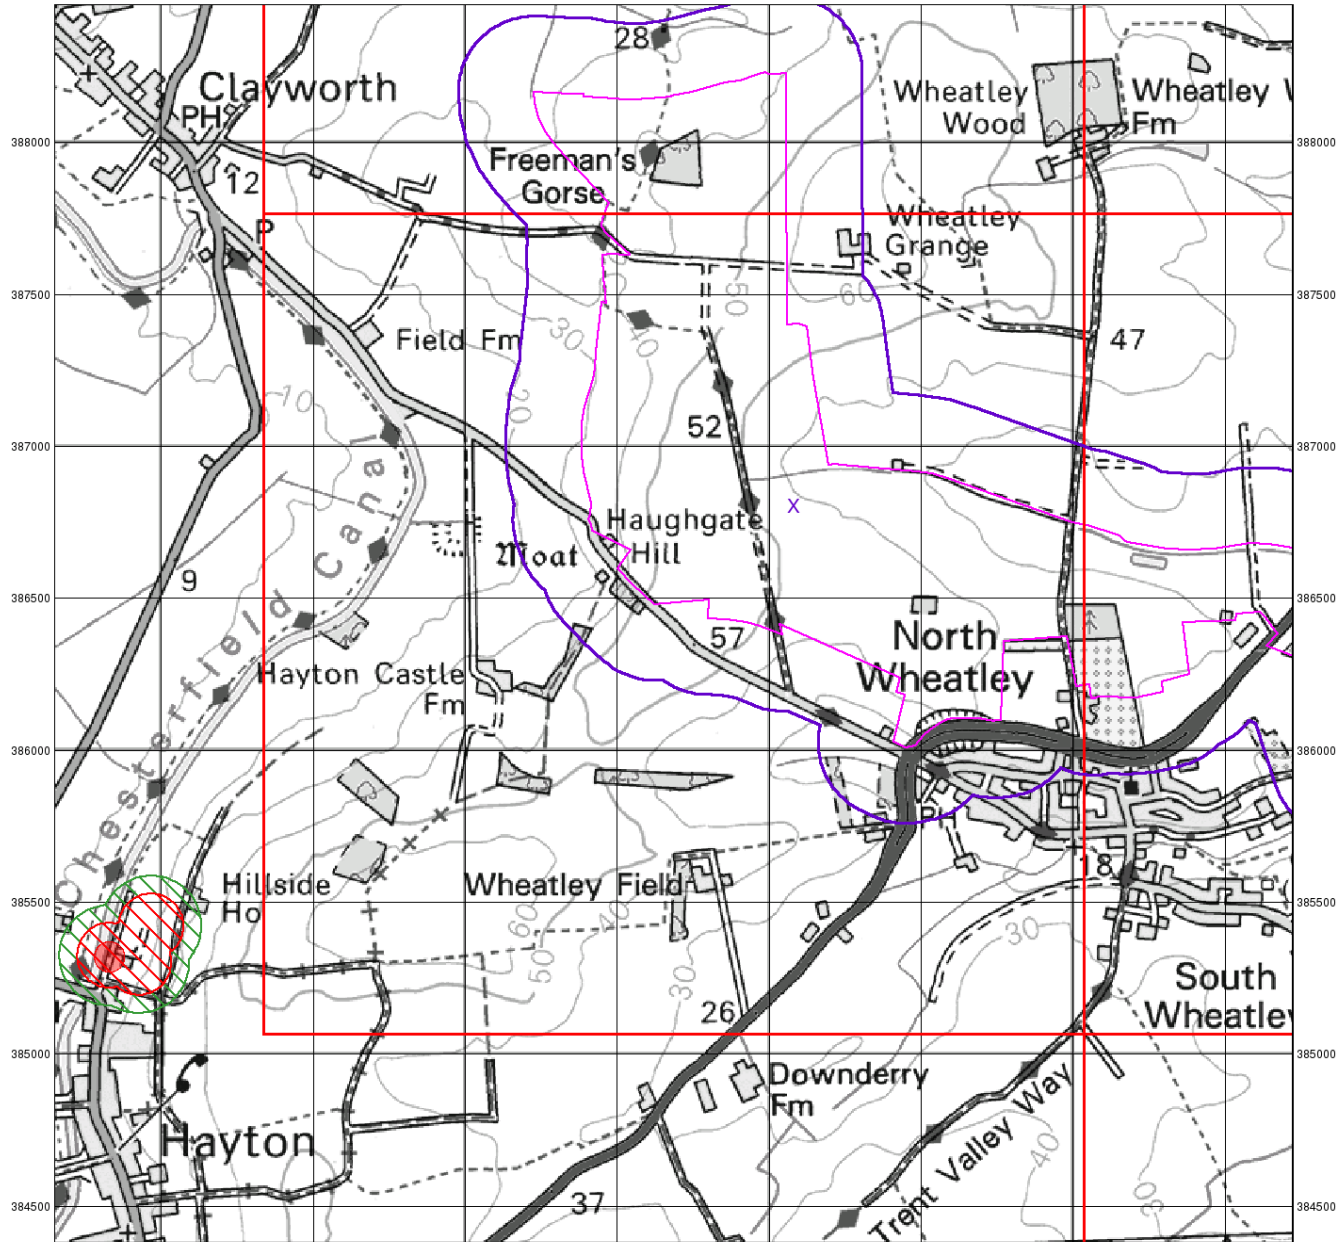 28
Clayworth
PH
Wheatley
Wood
Wheatley W
Fm
388000
388000
Freeman's
Gorse
12
P
Wheatley
Grange
387500
387500
50
60
30
40
Field Fm
47
10
20
52
387000
387000
X
Haughgate
Hill
Moat
Chesterfield Canal
9
386500
386500
57
North
Wheatley
Hayton Castle
Fm
386000
386000
PH
18
Hillside
Ho
Wheatley Field
385500
385500
60
40
50
30
30
South
Wheatley
26
385000
385000
Downderry
Fm
Hayton
Trent Valley Way
40
30
37
384500
384500